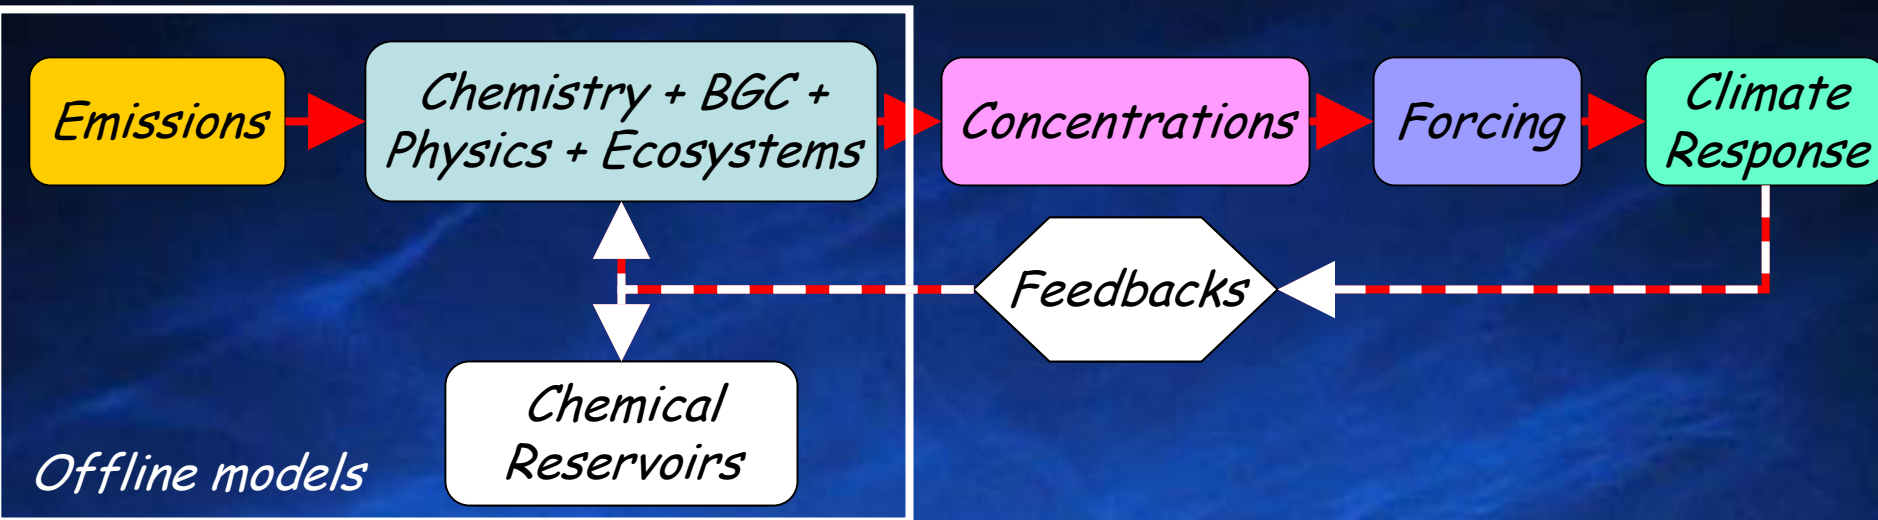 Emissions
Chemistry + BGC +
Physics + Ecosystems
Concentrations
Forcing
Climate
Response
Feedbacks
Chemical
Reservoirs
Offline models